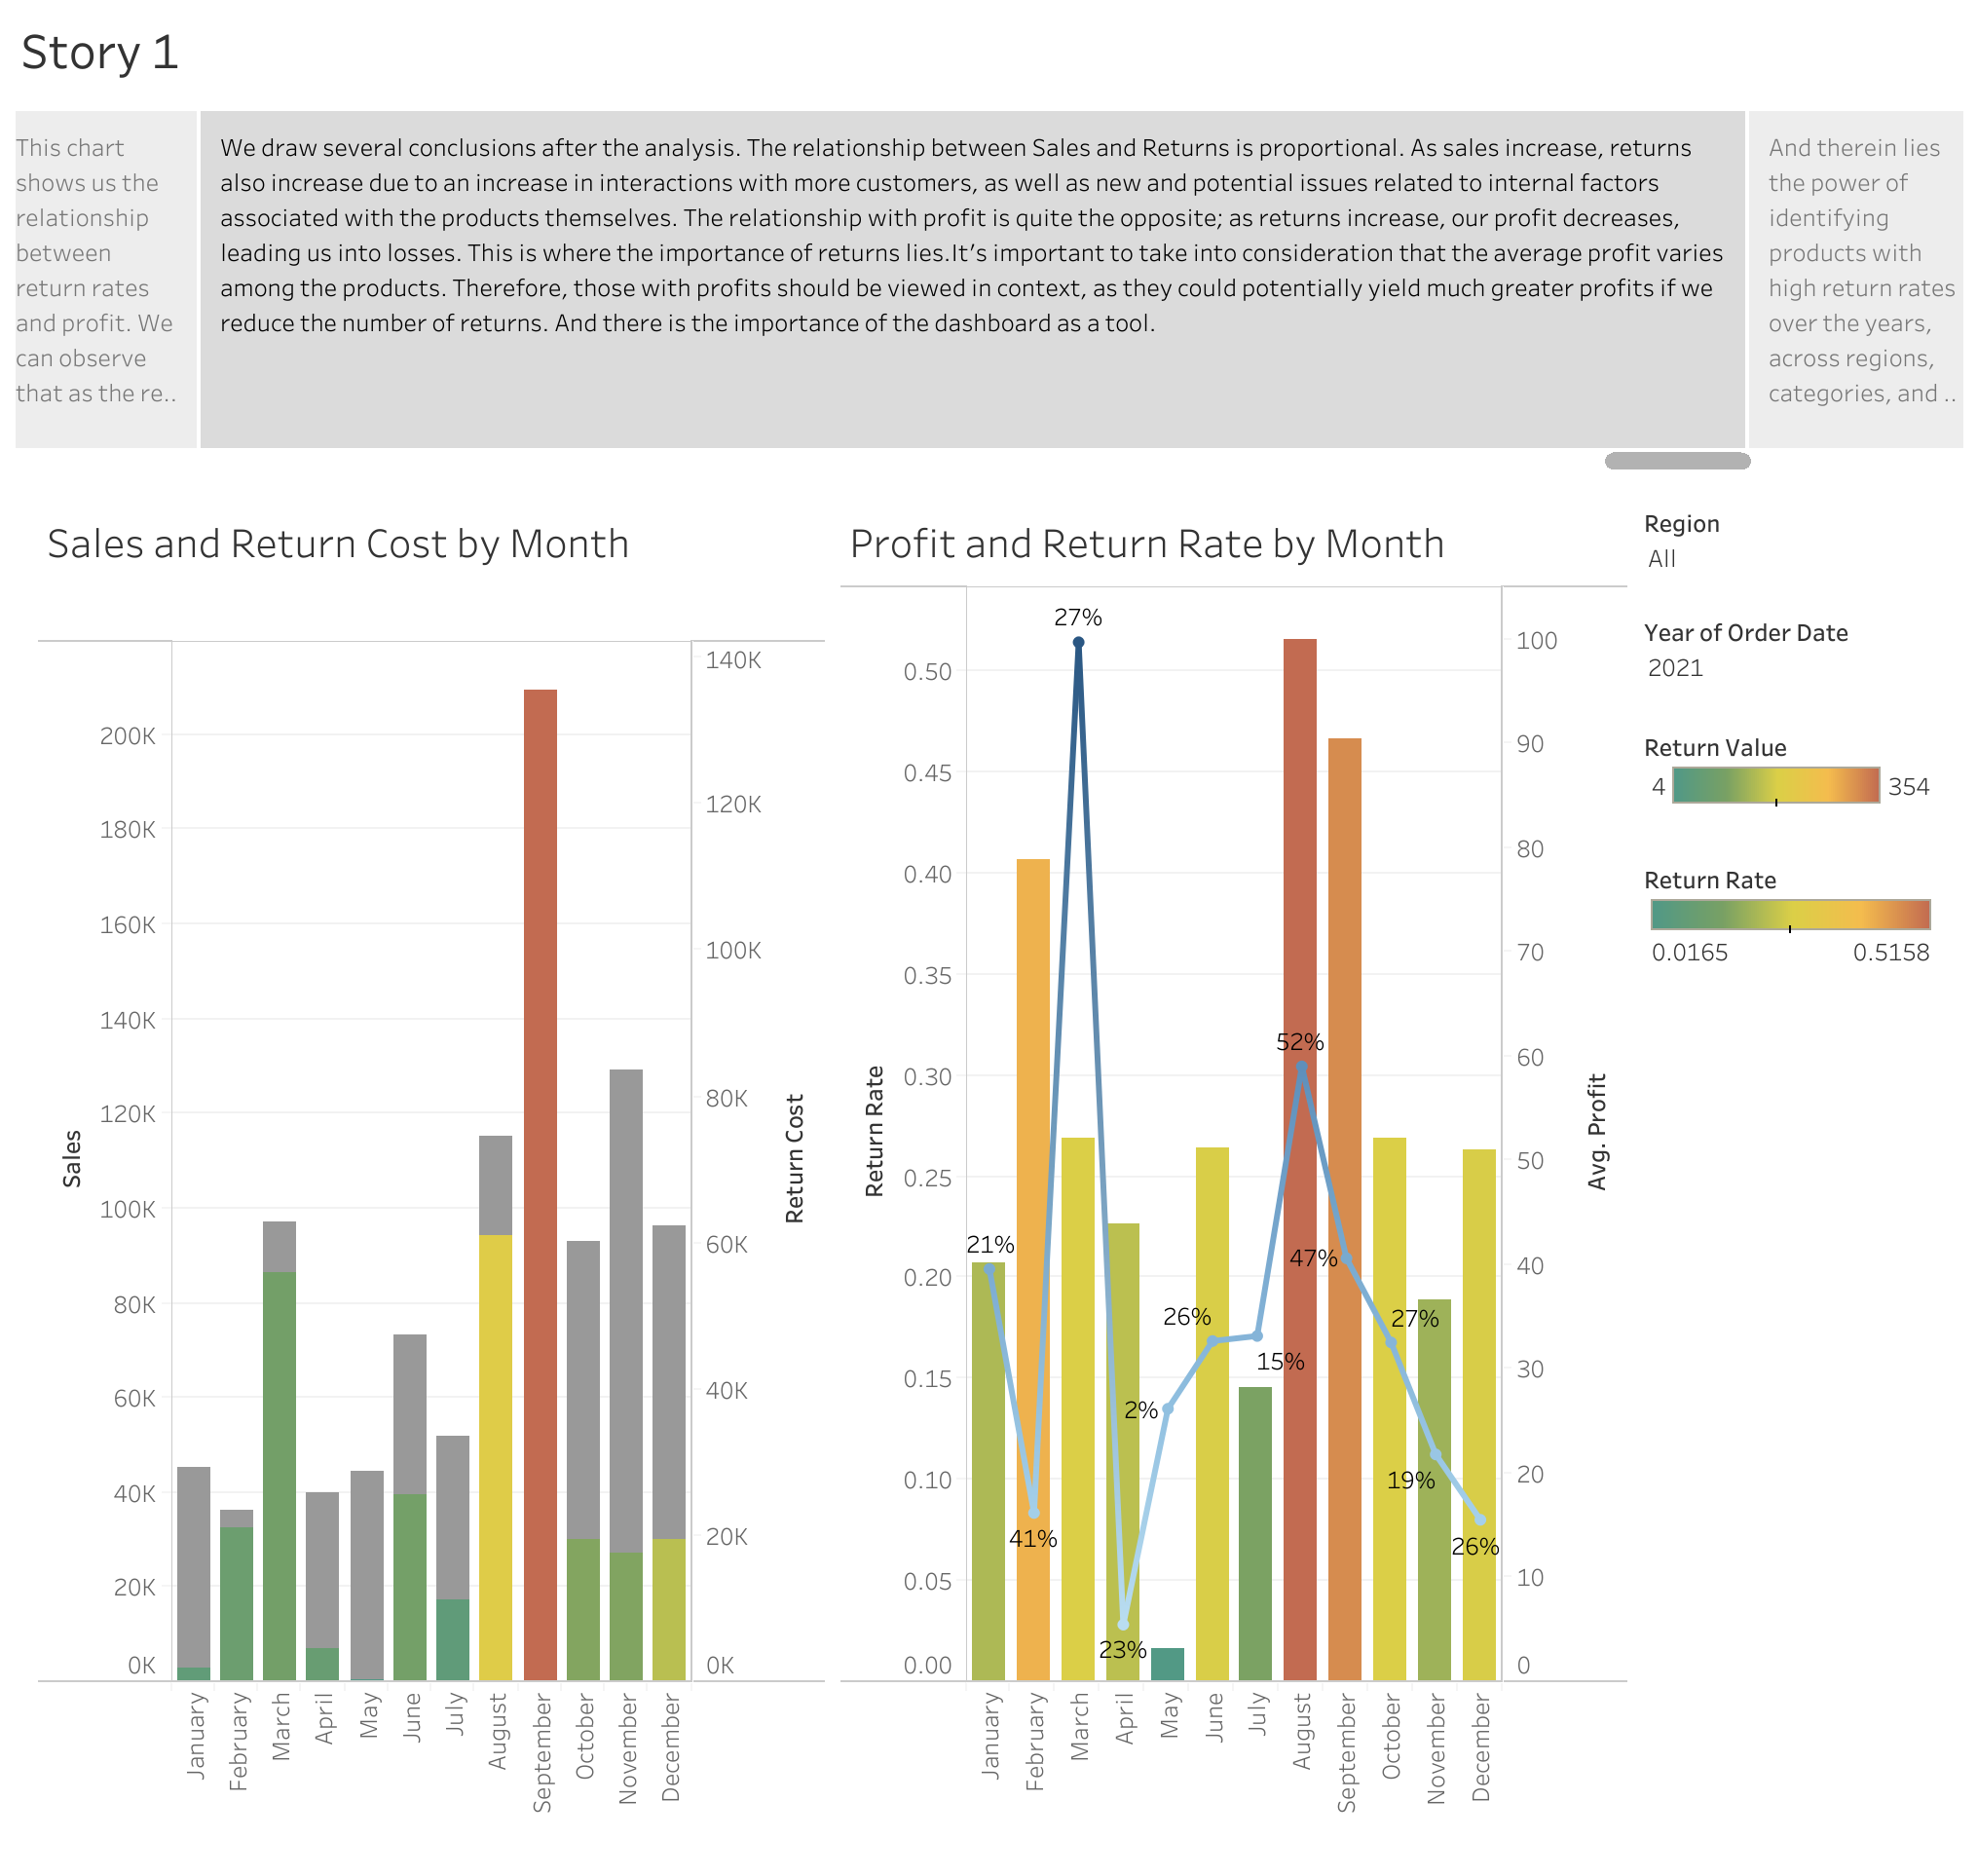 Story 1
This chart
shows us the
relationship
between
return rates
and profit. We
can observe
that as the re..
We draw several conclusions after the analysis. The relationship between Sales and Returns is proportional. As sales increase, returns
also increase due to an increase in interactions with more customers, as well as new and potential issues related to internal factors
associated with the products themselves. The relationship with profit is quite the opposite; as returns increase, our profit decreases,
leading us into losses. This is where the importance of returns lies.It’s important to take into consideration that the average profit varies
among the products. Therefore, those with profits should be viewed in context, as they could potentially yield much greater profits if we
reduce the number of returns. And there is the importance of the dashboard as a tool.
And therein lies
the power of
identifying
products with
high return rates
over the years,
across regions,
categories, and ..
Sales and Return Cost by Month
Sales
200K
180K
160K
140K
120K
100K
80K
60K
40K
20K
0K
140K
120K
100K
80K
60K
40K
20K
0K
Return Cost
January
February
March
April
May
June
July
August
September
October
November
December
Profit and Return Rate by Month
Return Rate
0.50
0.45
0.40
0.35
0.30
0.25
0.20
0.15
0.10
0.05
0.00
21%
41%
27%
23%
2%
26%
15%
52%
47%
27%
19%
26%
100
90
80
70
60
50
40
30
20
10
0
Avg. Profit
January
February
March
April
May
June
July
August
September
October
November
December
Region
All
Year of Order Date
2021
Return Value
4 354
Return Rate
0.0165 0.5158